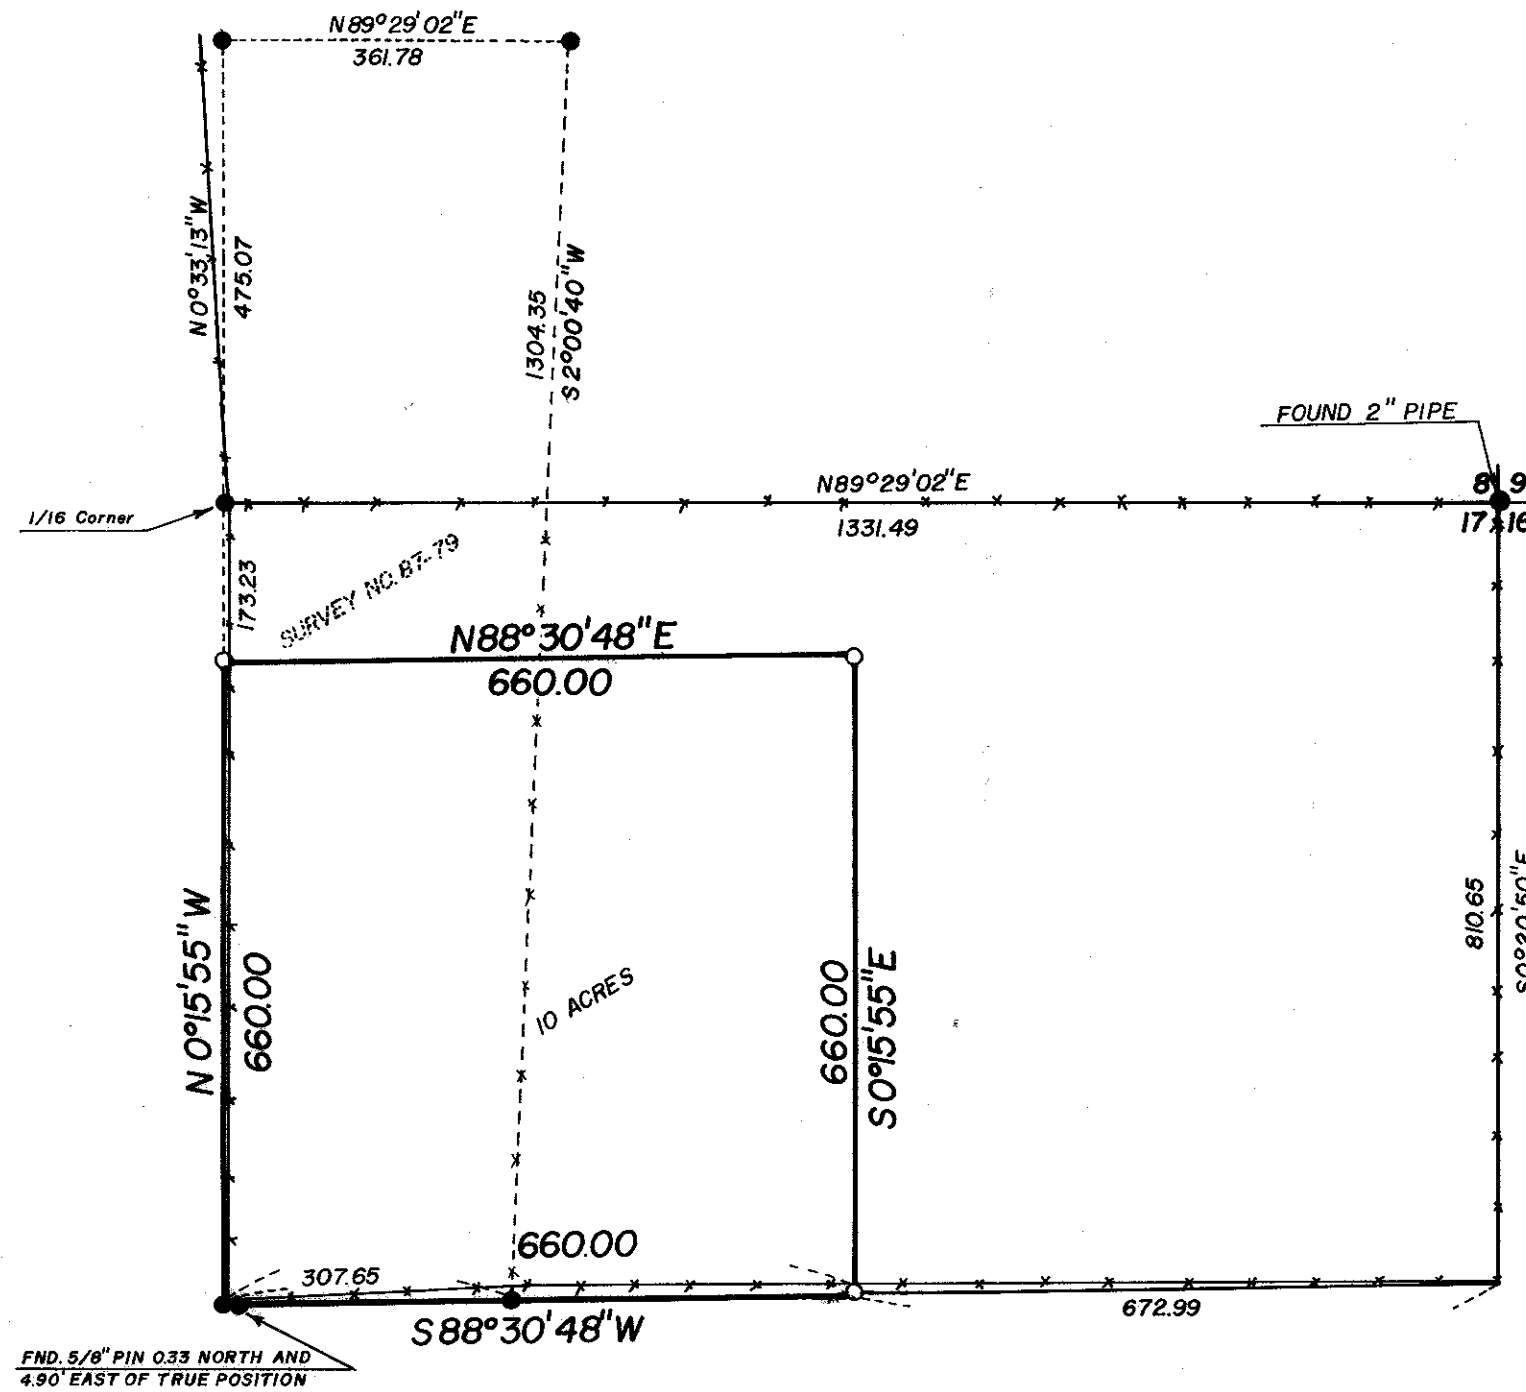 N89°29'02"E
361.78
N0°33'13"W
475.07
1304.35
S2°00'40"W
FOUND 2" PIPE
N89°29'02"E
1331.49
8 9
17 16
1/16 Corner
173.23
SURVEY NO. 87-79
N88°30'48"E
660.00
N0°15'55"W
660.00
10 ACRES
660.00
S0°15'55"E
810.65
660.00
307.65
672.99
S88°30'48"W
FND. 5/8" PIN 0.33 NORTH AND
4.90' EAST OF TRUE POSITION